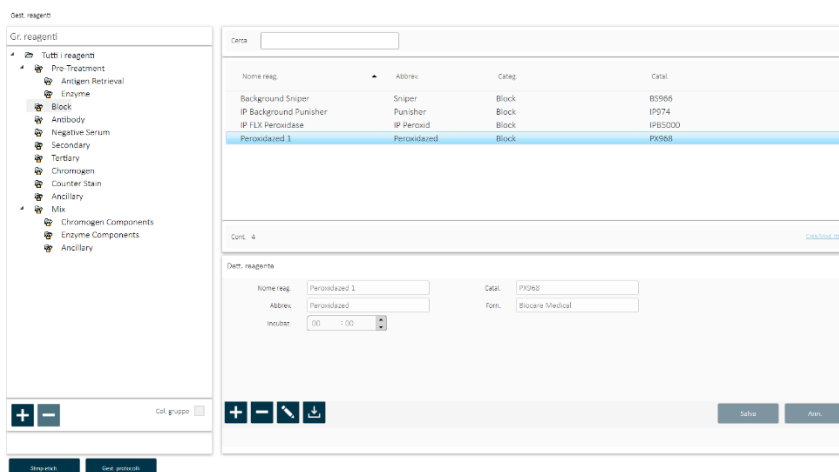 Gest. reagenti
Gr. reagenti
Tutti i reagenti
Pre-Treatment
Antigen Retrieval
Enzyme
Block
Antibody
Negative Serum
Secondary
Tertiary
Chromogen
Counter Stain
Ancillary
Mix
Chromogen Components
Enzyme Components
Ancillary
Col. gruppo
Cerca
Nome reag. Abbrev. Categ. Catal.
Background Sniper Sniper Block BS966
IP Background Punisher Punisher Block IP974
IP FLX Peroxidase IP Peroxid Block IPB5000
Peroxidazed 1 Peroxidazed Block PX968
Cont. 4
Dett. reagente
Nome reag. Peroxidazed 1 Catal. PX968
Abbrev. Peroxidazed Forn. Biocare Medical
Incubaz. 00 : 00
Salva Ann.
Stmp etich Gest. protocolli